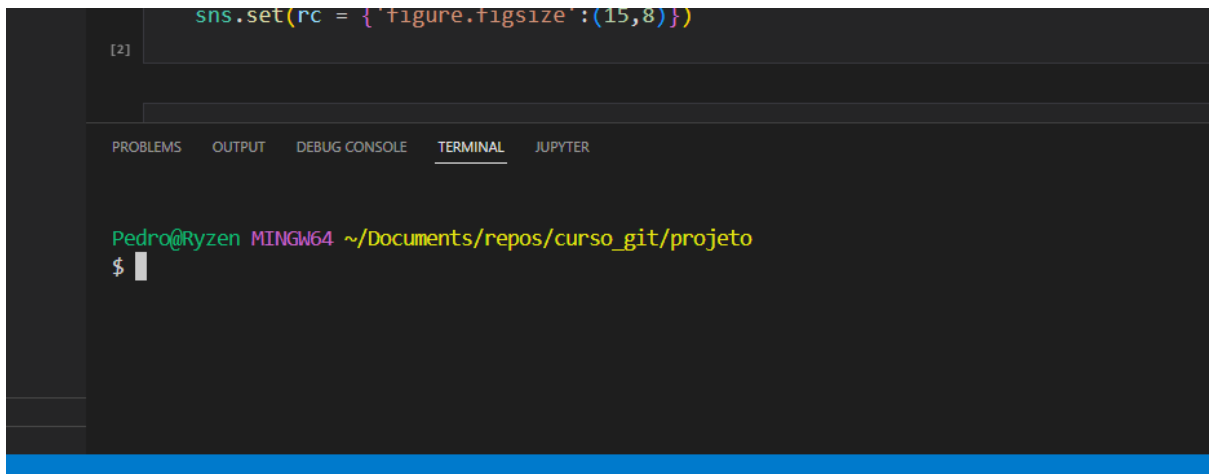 sns.set(rc = {'figure.figsize':(15,8)})
[2]
PROBLEMS OUTPUT DEBUG CONSOLE TERMINAL JUPYTER
Pedro@Ryzen MINGW64 ~/Documents/repos/curso_git/projeto
$